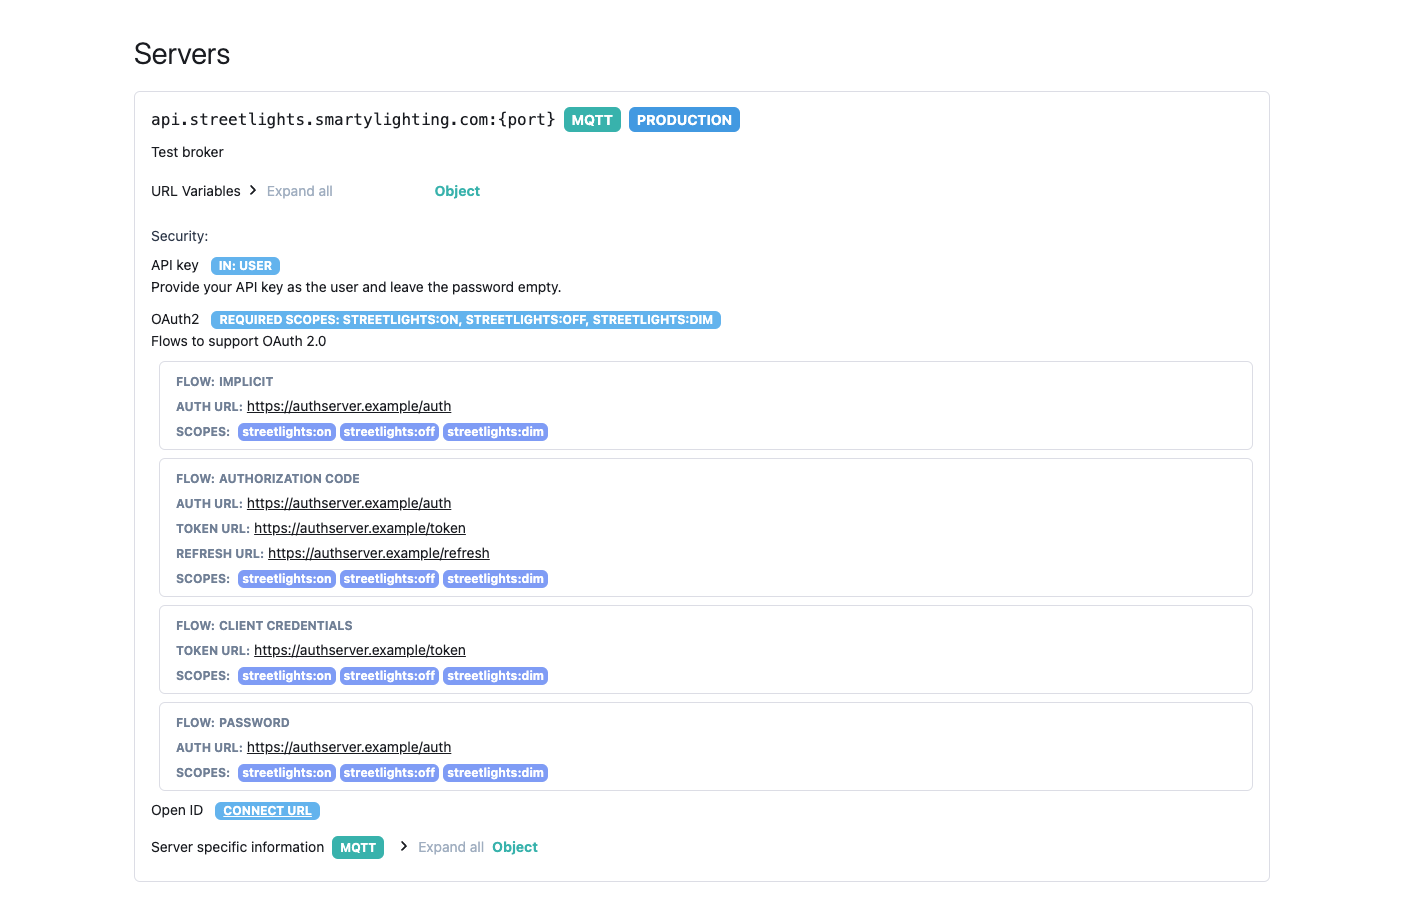 Servers
api.streetlights.smartylighting.com:{port} MQTT PRODUCTION
Test broker
URL Variables > Expand all Object
Security:
API key IN: USER
Provide your API key as the user and leave the password empty.
OAuth2 REQUIRED SCOPES: STREETLIGHTS:ON, STREETLIGHTS:OFF, STREETLIGHTS:DIM
Flows to support OAuth 2.0
FLOW: IMPLICIT
AUTH URL: https://authserver.example/auth
SCOPES: streetlights:on streetlights:off streetlights:dim
FLOW: AUTHORIZATION CODE
AUTH URL: https://authserver.example/auth
TOKEN URL: https://authserver.example/token
REFRESH URL: https://authserver.example/refresh
SCOPES: streetlights:on streetlights:off streetlights:dim
FLOW: CLIENT CREDENTIALS
TOKEN URL: https://authserver.example/token
SCOPES: streetlights:on streetlights:off streetlights:dim
FLOW: PASSWORD
AUTH URL: https://authserver.example/auth
SCOPES: streetlights:on streetlights:off streetlights:dim
Open ID CONNECT URL
Server specific information MQTT > Expand all Object